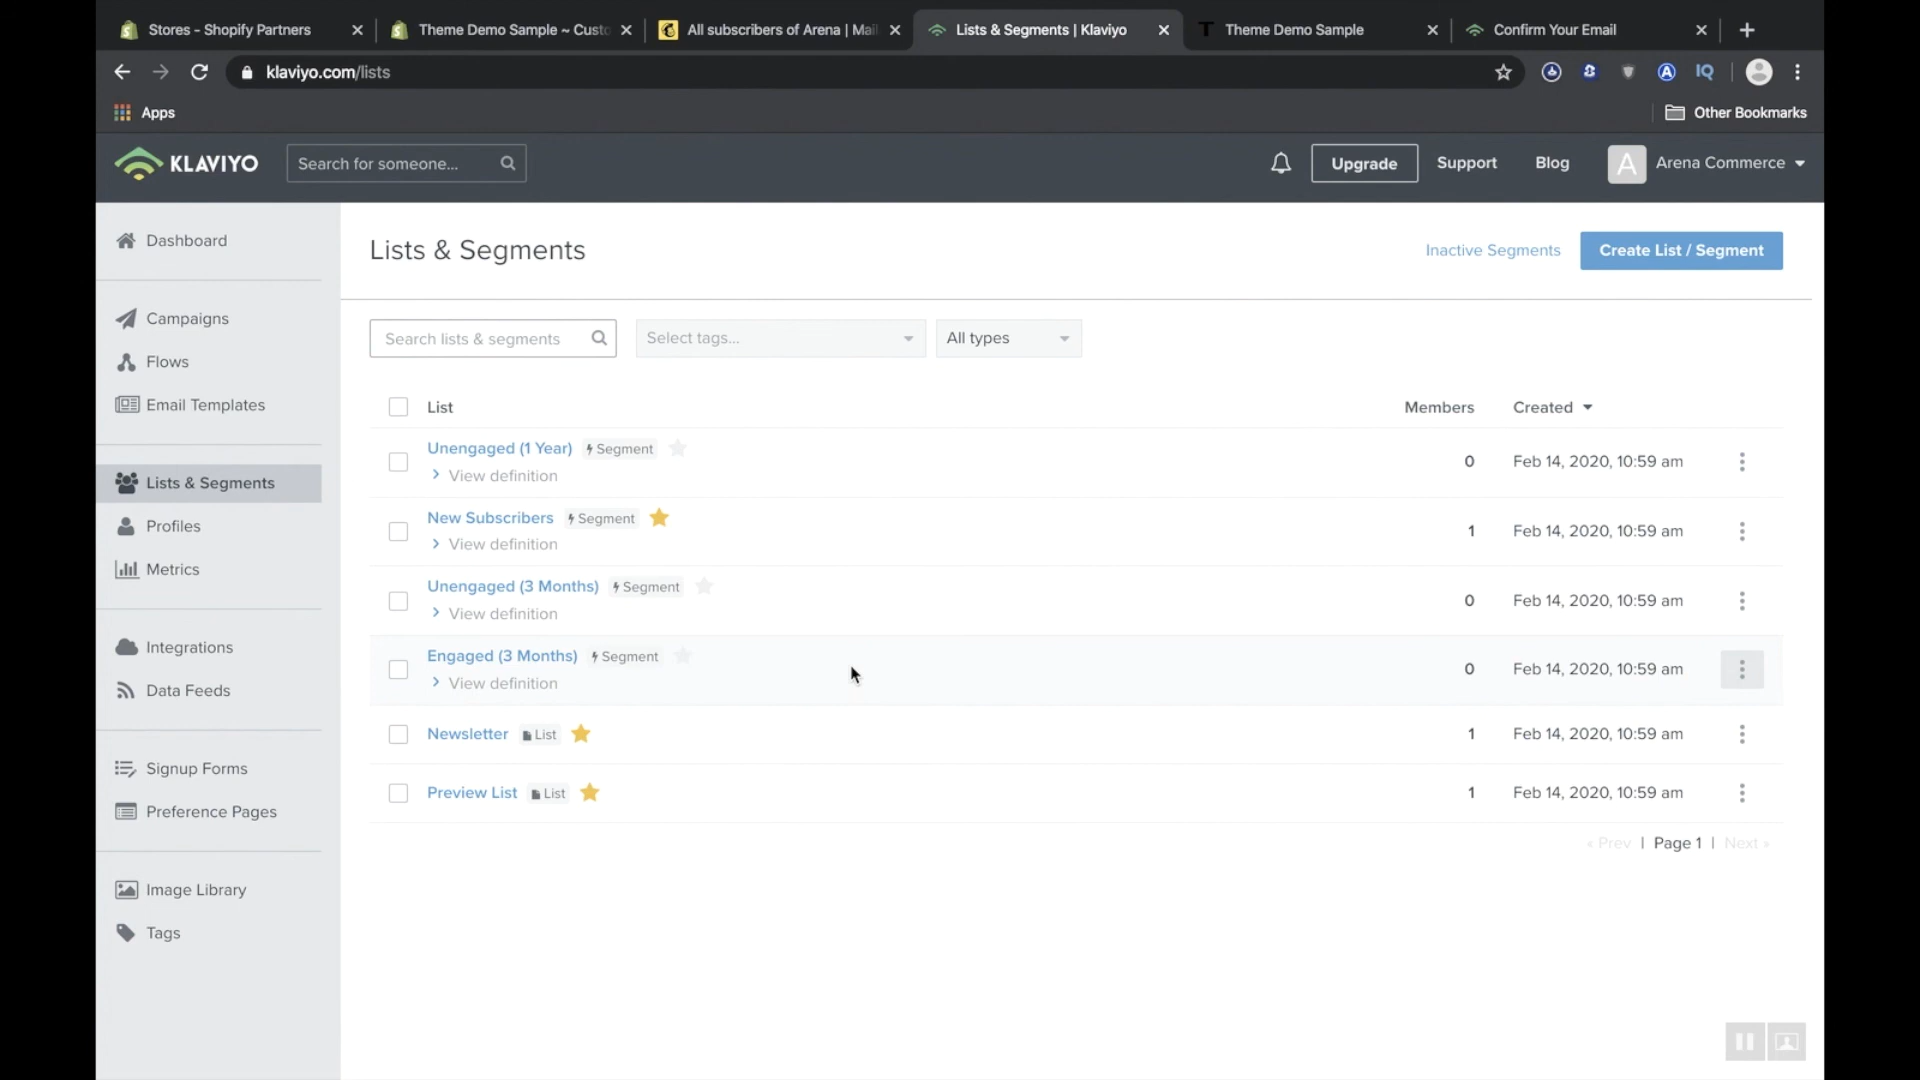 Stores - Shopify Partners
Theme Demo Sample ~ Custo
All subscribers of Arena | Mail
Lists & Segments | Klaviyo
Theme Demo Sample
Confirm Your Email
klaviyo.com/lists
IQ
Apps
Other Bookmarks
KLAVIYO
Search for someone...
Upgrade
Support
Blog
A
Arena Commerce
Dashboard
Campaigns
Flows
Email Templates
Lists & Segments
Profiles
Metrics
Integrations
Data Feeds
Signup Forms
Preference Pages
Image Library
Tags
Lists & Segments
Inactive Segments
Create List / Segment
Search lists & segments
Select tags...
All types
List Members Created
Unengaged (1 Year) Segment
View definition
0 Feb 14, 2020, 10:59 am
New Subscribers Segment
View definition
1 Feb 14, 2020, 10:59 am
Unengaged (3 Months) Segment
View definition
0 Feb 14, 2020, 10:59 am
Engaged (3 Months) Segment
View definition
0 Feb 14, 2020, 10:59 am
Newsletter List 1 Feb 14, 2020, 10:59 am
Preview List List 1 Feb 14, 2020, 10:59 am
« Prev | Page 1 | Next »